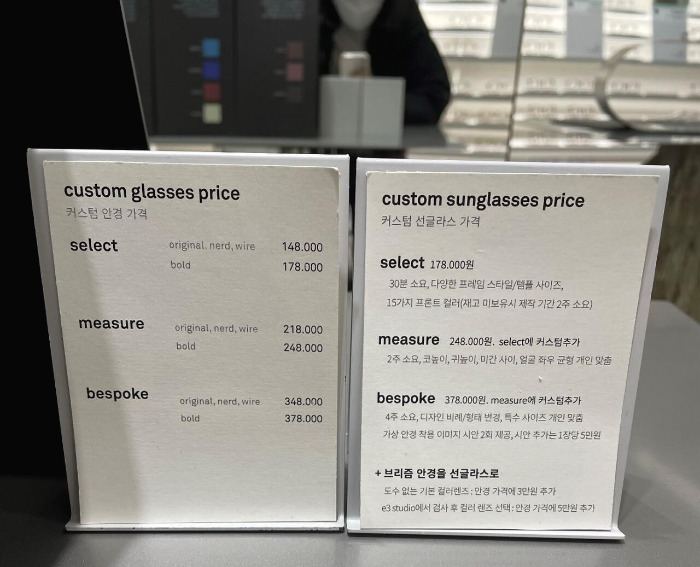 custom glasses price
커스텀 안경 가격
select original, nerd, wire 148.000
bold 178.000
measure original, nerd, wire 218.000
bold 248.000
bespoke original, nerd, wire 348.000
bold 378.000
custom sunglasses price
커스텀 선글라스 가격
select 178.000원
30분 소요, 다양한 프레임 스타일/템플 사이즈,
15가지 프론트 컬러(재고 미보유시 제작 기간 2주 소요)
measure 248.000원. select에 커스텀추가
2주 소요, 코높이, 귀높이, 미간 사이, 얼굴 좌우 균형 개인 맞춤
bespoke 378.000원. measure에 커스텀추가
4주 소요, 디자인 비례/형태 변경, 특수 사이즈 개인 맞춤
가상 안경 착용 이미지 시안 2회 제공, 시안 추가는 1장당 5만원
+ 브리즘 안경을 선글라스로
도수 없는 기본 컬러렌즈 : 안경 가격에 3만원 추가
e3 studio에서 검사 후 컬러 렌즈 선택 : 안경 가격에 5만원 추가